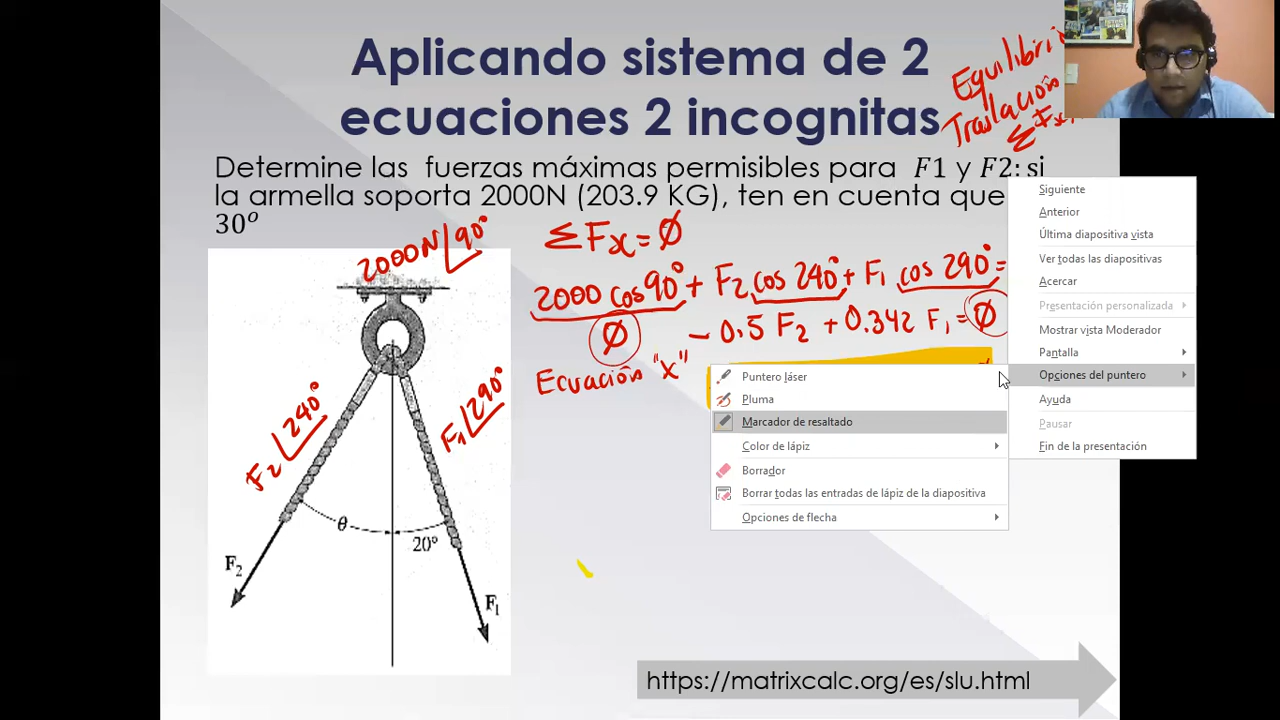 Aplicando sistema de 2
ecuaciones 2 incognitas
Equilibri
Traslación
ΣFx
Determine las fuerzas máximas permisibles para F1 y F2: si
la armella soporta 2000N (203.9 KG), ten en cuenta que
30°
2000N∠90°
ΣFx=Ø
2000 cos90°+ F2 cos 240°+ F1 cos 290°=
Ø
- 0.5 F2 + 0.342 F1 = Ø
Ecuación "x"
F2∠240°
F1∠290°
θ
20°
F2
F1
Siguiente
Anterior
Última diapositiva vista
Ver todas las diapositivas
Acercar
Presentación personalizada
Mostrar vista Moderador
Pantalla
Opciones del puntero
Ayuda
Pausar
Fin de la presentación
Puntero láser
Pluma
Marcador de resaltado
Color de lápiz
Borrador
Borrar todas las entradas de lápiz de la diapositiva
Opciones de flecha
https://matrixcalc.org/es/slu.html